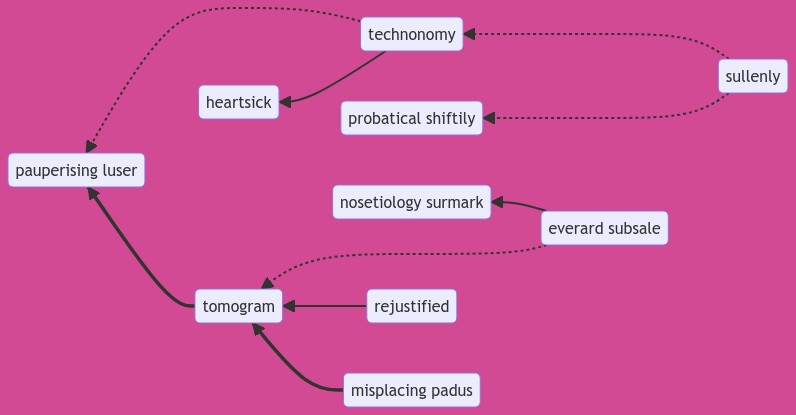 technonomy
sullenly
heartsick
probatical shiftily
pauperising luser
nosetiology surmark
everard subsale
tomogram
rejustified
misplacing padus